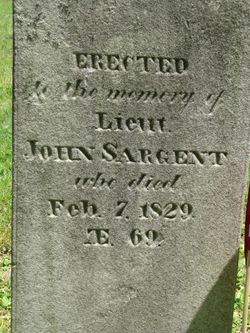 ERECTED
to the memory of
Lieut.
JOHN SARGENT
who died
Feb. 7, 1829.
Æ. 69.